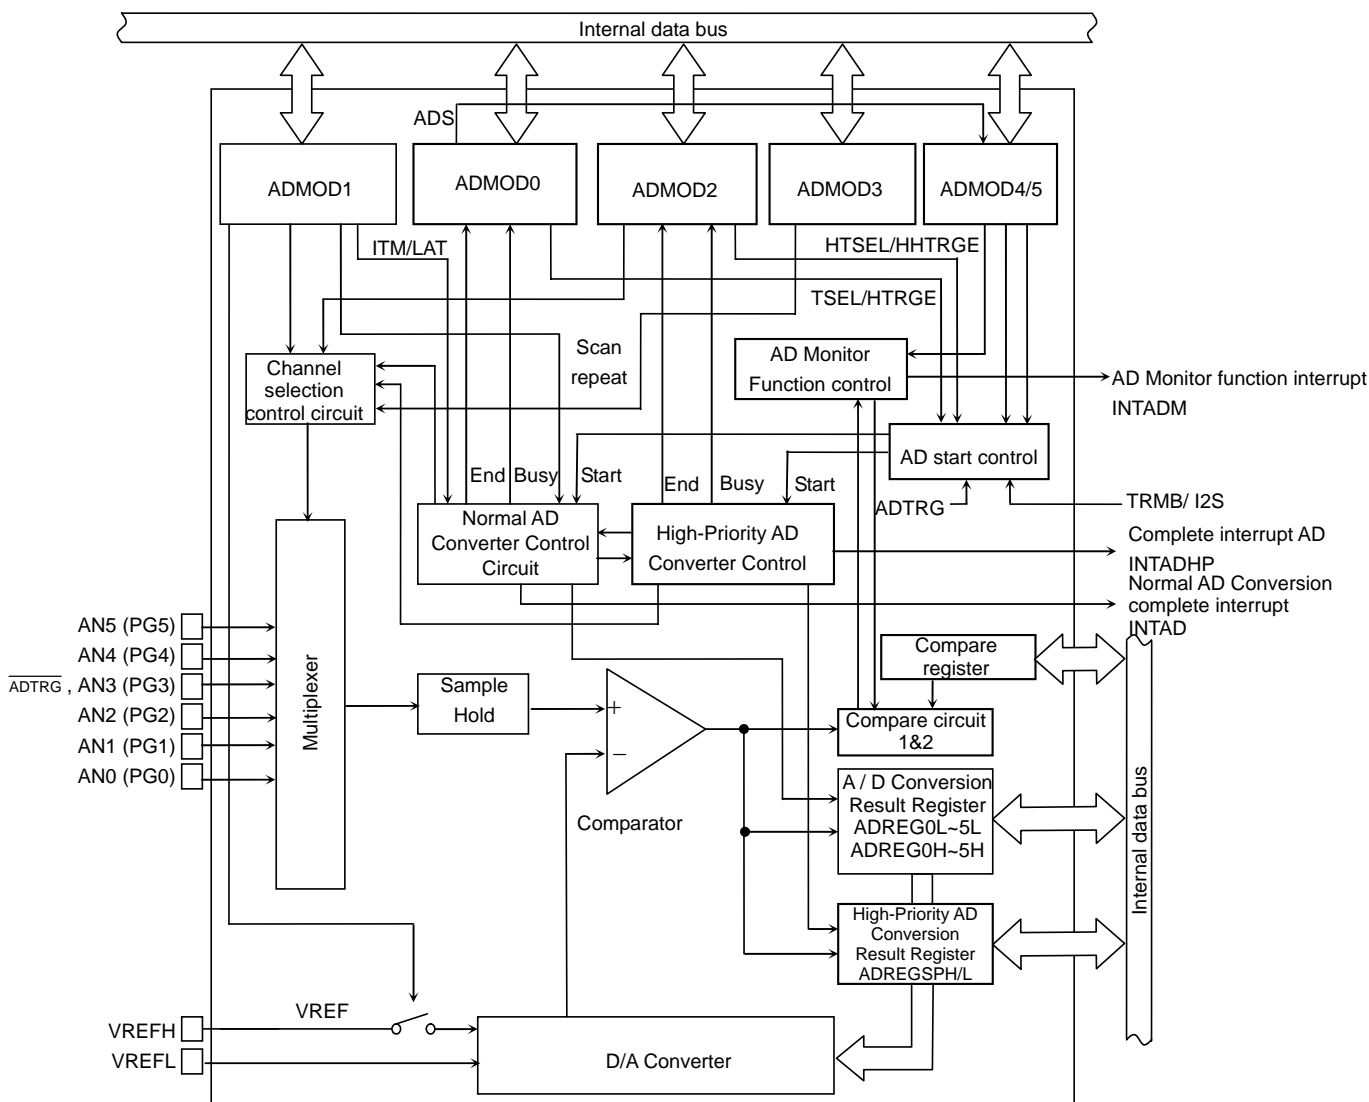 Internal data bus
ADS
ADMOD1
ADMOD0
ADMOD2
ADMOD3
ADMOD4/5
ITM/LAT
HTSEL/HHTRGE
TSEL/HTRGE
Scan
repeat
Channel
selection
control circuit
AD Monitor
Function control
AD Monitor function interrupt
INTADM
AD start control
End
Busy
Start
End
Busy
Start
ADTRG
TRMB/ I2S
Normal AD
Converter Control
Circuit
High-Priority AD
Converter Control
Complete interrupt AD
INTADHP
Normal AD Conversion
complete interrupt
INTAD
AN5 (PG5)
AN4 (PG4)
ADTRG , AN3 (PG3)
AN2 (PG2)
AN1 (PG1)
AN0 (PG0)
Multiplexer
Sample
Hold
+
−
Comparator
Compare
register
Compare circuit
1&2
A / D Conversion
Result Register
ADREG0L~5L
ADREG0H~5H
High-Priority AD
Conversion
Result Register
ADREGSPH/L
Internal data bus
VREFH
VREF
VREFL
D/A Converter